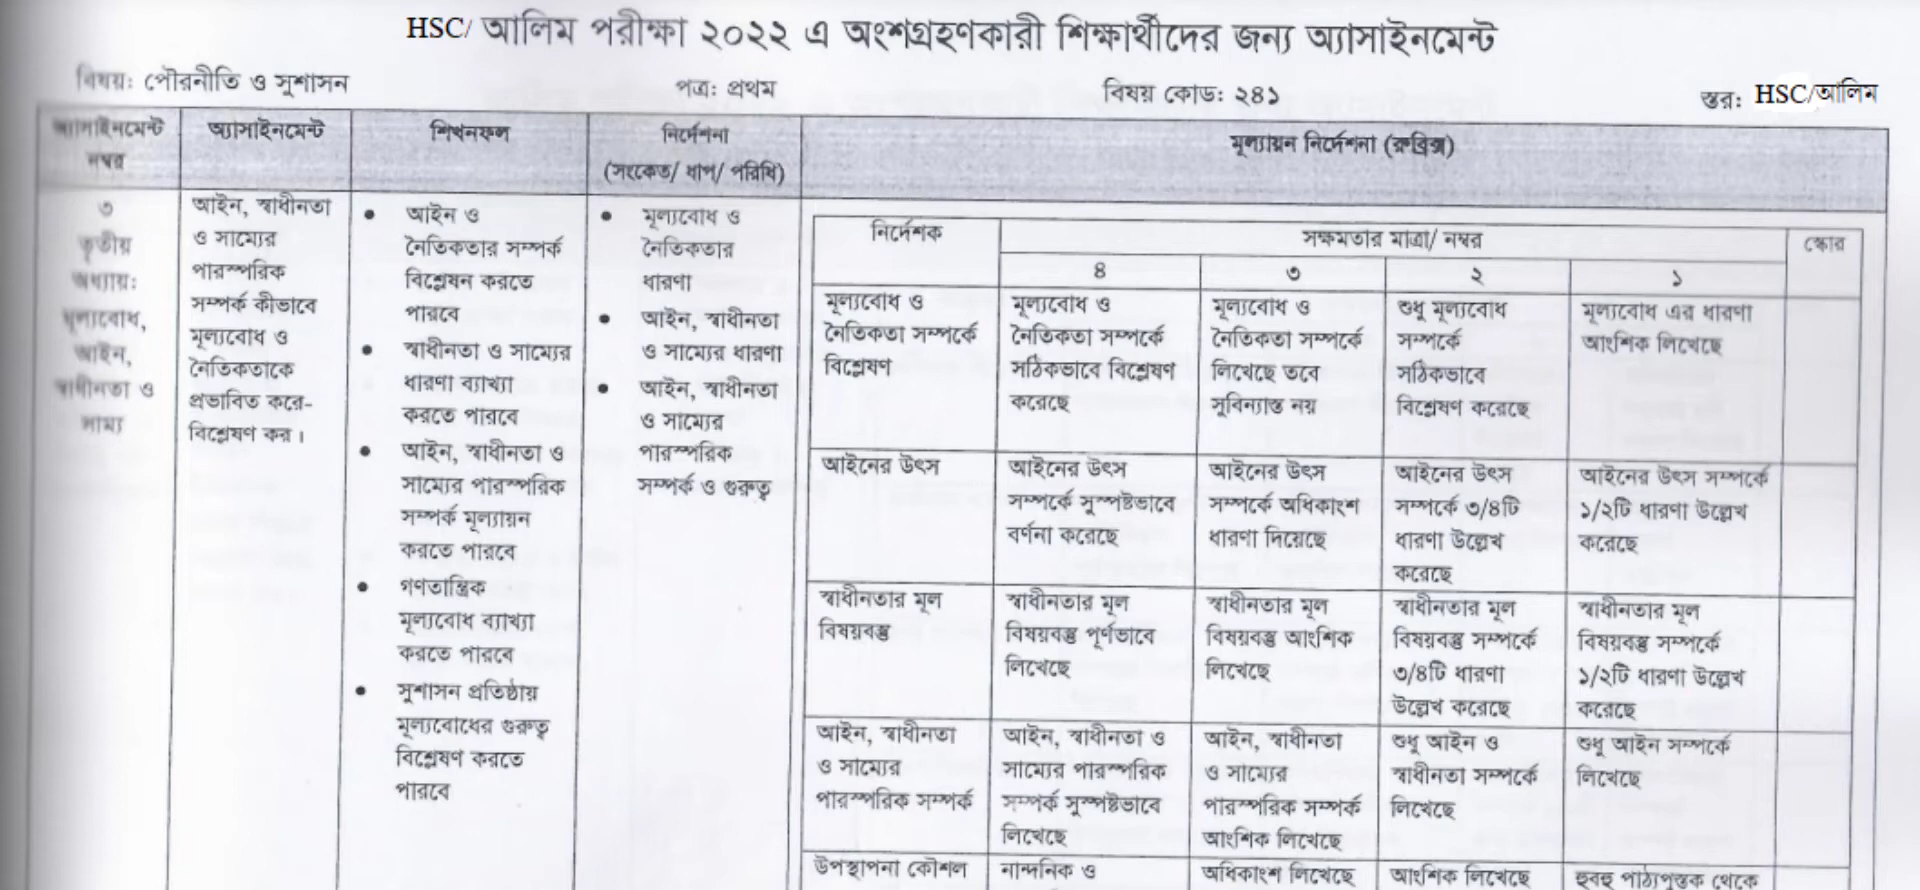 HSC/ আলিম পরীক্ষা ২০২২ এ অংশগ্রহণকারী শিক্ষার্থীদের জন্য অ্যাসাইনমেন্ট
বিষয়: পৌরনীতি ও সুশাসন
পত্র: প্রথম
বিষয় কোড: ২৪১
স্তর: HSC/আলিম
অ্যাসাইনমেন্ট
নম্বর
অ্যাসাইনমেন্ট
শিখনফল
নির্দেশনা
(সংকেত/ ধাপ/ পরিধি)
মূল্যায়ন নির্দেশনা (রুব্রিক্স)
৩
তৃতীয়
অধ্যায়:
মূল্যবোধ,
আইন,
স্বাধীনতা ও
সাম্য
আইন, স্বাধীনতা
ও সাম্যের
পারস্পরিক
সম্পর্ক কীভাবে
মূল্যবোধ ও
নৈতিকতাকে
প্রভাবিত করে-
বিশ্লেষণ কর।
• আইন ও
নৈতিকতার সম্পর্ক
বিশ্লেষন করতে
পারবে
• স্বাধীনতা ও সাম্যের
ধারণা ব্যাখ্যা
করতে পারবে
• আইন, স্বাধীনতা ও
সাম্যের পারস্পরিক
সম্পর্ক মূল্যায়ন
করতে পারবে
• গণতান্ত্রিক
মূল্যবোধ ব্যাখ্যা
করতে পারবে
• সুশাসন প্রতিষ্ঠায়
মূল্যবোধের গুরুত্ব
বিশ্লেষণ করতে
পারবে
• মূল্যবোধ ও
নৈতিকতার
ধারণা
• আইন, স্বাধীনতা
ও সাম্যের ধারণা
• আইন, স্বাধীনতা
ও সাম্যের
পারস্পরিক
সম্পর্ক ও গুরুত্ব
নির্দেশক
সক্ষমতার মাত্রা/ নম্বর
স্কোর
৪
৩
২
১
মূল্যবোধ ও
নৈতিকতা সম্পর্কে
বিশ্লেষণ
মূল্যবোধ ও
নৈতিকতা সম্পর্কে
সঠিকভাবে বিশ্লেষণ
করেছে
মূল্যবোধ ও
নৈতিকতা সম্পর্কে
লিখেছে তবে
সুবিন্যাস্ত নয়
শুধু মূল্যবোধ
সম্পর্কে
সঠিকভাবে
বিশ্লেষণ করেছে
মূল্যবোধ এর ধারণা
আংশিক লিখেছে
আইনের উৎস
আইনের উৎস
সম্পর্কে সুস্পষ্টভাবে
বর্ণনা করেছে
আইনের উৎস
সম্পর্কে অধিকাংশ
ধারণা দিয়েছে
আইনের উৎস
সম্পর্কে ৩/৪টি
ধারণা উল্লেখ
করেছে
আইনের উৎস সম্পর্কে
১/২টি ধারণা উল্লেখ
করেছে
স্বাধীনতার মূল
বিষয়বস্তু
স্বাধীনতার মূল
বিষয়বস্তু পূর্ণভাবে
লিখেছে
স্বাধীনতার মূল
বিষয়বস্তু আংশিক
লিখেছে
স্বাধীনতার মূল
বিষয়বস্তু সম্পর্কে
৩/৪টি ধারণা
উল্লেখ করেছে
স্বাধীনতার মূল
বিষয়বস্তু সম্পর্কে
১/২টি ধারণা উল্লেখ
করেছে
আইন, স্বাধীনতা
ও সাম্যের
পারস্পরিক সম্পর্ক
আইন, স্বাধীনতা ও
সাম্যের পারস্পরিক
সম্পর্ক সুস্পষ্টভাবে
লিখেছে
আইন, স্বাধীনতা
ও সাম্যের
পারস্পরিক সম্পর্ক
আংশিক লিখেছে
শুধু আইন ও
স্বাধীনতা সম্পর্কে
লিখেছে
শুধু আইন সম্পর্কে
লিখেছে
উপস্থাপনা কৌশল
নান্দনিক ও
অধিকাংশ লিখেছে
আংশিক লিখেছে
হুবহু পাঠ্যপুস্তক থেকে